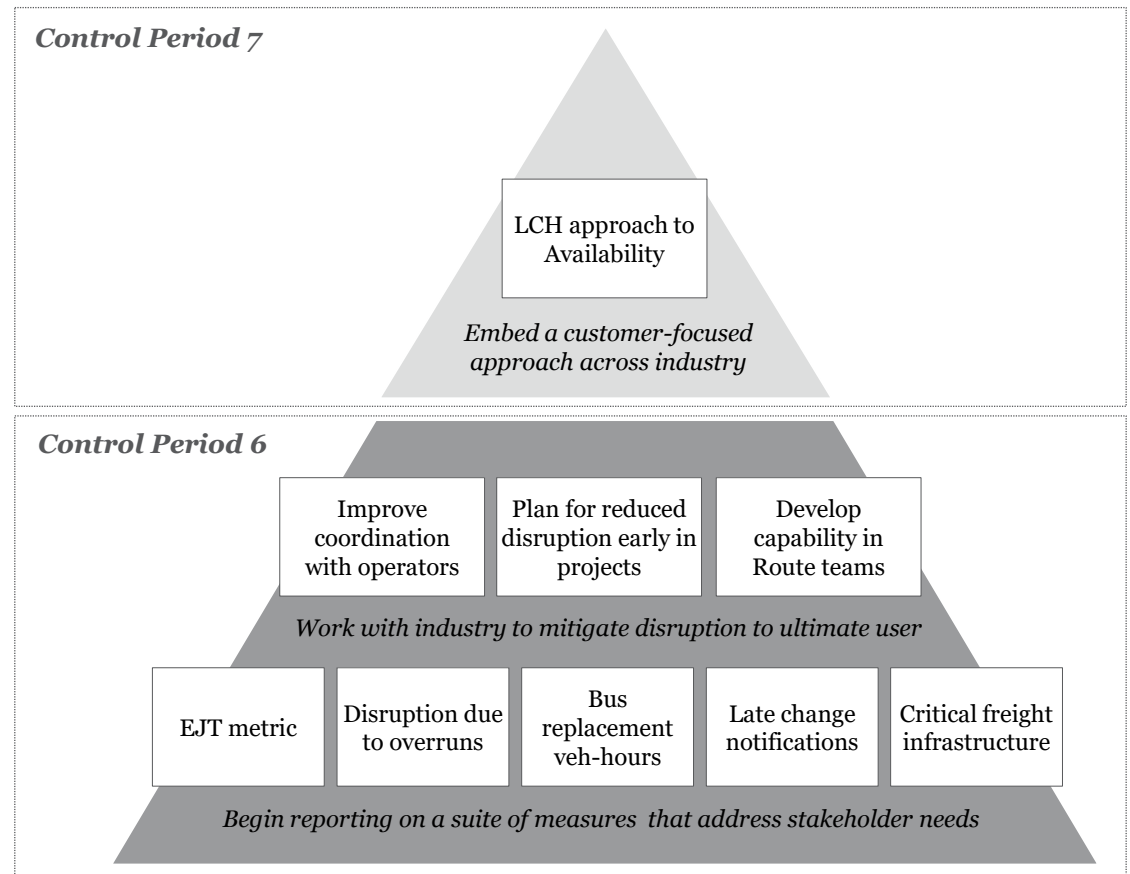 Control Period 7
LCH approach to
Availability
Embed a customer-focused
approach across industry
Control Period 6
Improve
coordination
with operators
Plan for reduced
disruption early in
projects
Develop
capability in
Route teams
Work with industry to mitigate disruption to ultimate user
EJT metric
Disruption due
to overruns
Bus
replacement
veh-hours
Late change
notifications
Critical freight
infrastructure
Begin reporting on a suite of measures that address stakeholder needs